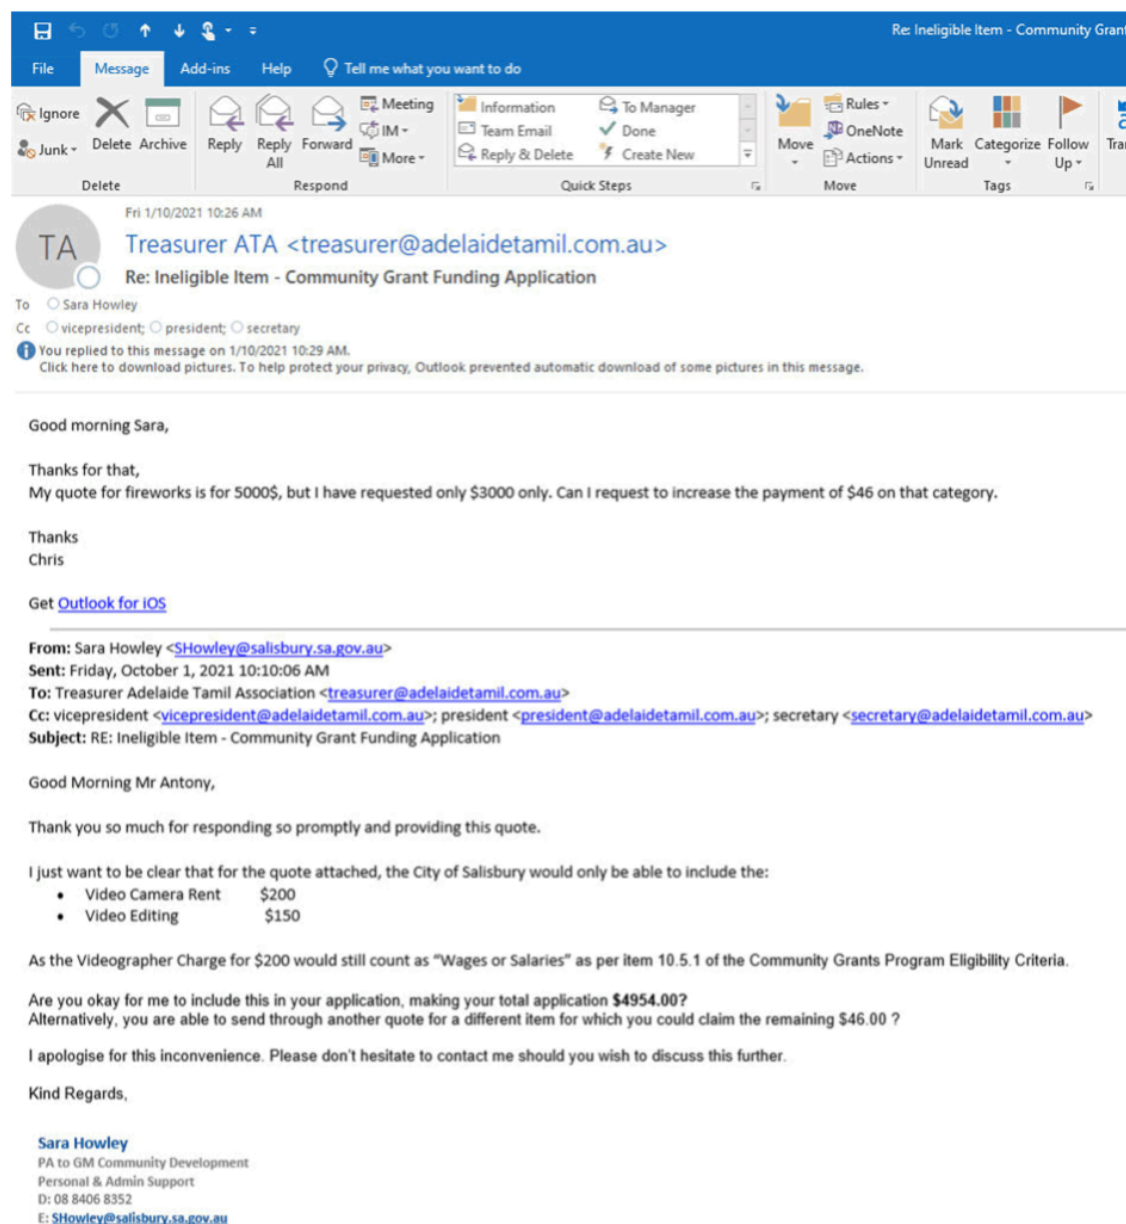 Re: Ineligible Item - Community Grant
File Message Add-ins Help Tell me what you want to do
Ignore
Junk
Delete Archive
Reply Reply All Forward
Meeting
IM
More
Information
Team Email
Reply & Delete
To Manager
Done
Create New
Move
Rules
OneNote
Actions
Mark Unread Categorize Follow Up
Delete Respond Quick Steps Move Tags
Fri 1/10/2021 10:26 AM
TA
Treasurer ATA <treasurer@adelaidetamil.com.au>
Re: Ineligible Item - Community Grant Funding Application
To Sara Howley
Cc vicepresident; president; secretary
You replied to this message on 1/10/2021 10:29 AM.
Click here to download pictures. To help protect your privacy, Outlook prevented automatic download of some pictures in this message.
Good morning Sara,
Thanks for that,
My quote for fireworks is for 5000$, but I have requested only $3000 only. Can I request to increase the payment of $46 on that category.
Thanks
Chris
Get Outlook for iOS
From: Sara Howley <SHowley@salisbury.sa.gov.au>
Sent: Friday, October 1, 2021 10:10:06 AM
To: Treasurer Adelaide Tamil Association <treasurer@adelaidetamil.com.au>
Cc: vicepresident <vicepresident@adelaidetamil.com.au>; president <president@adelaidetamil.com.au>; secretary <secretary@adelaidetamil.com.au>
Subject: RE: Ineligible Item - Community Grant Funding Application
Good Morning Mr Antony,
Thank you so much for responding so promptly and providing this quote.
I just want to be clear that for the quote attached, the City of Salisbury would only be able to include the:
• Video Camera Rent $200
• Video Editing $150
As the Videographer Charge for $200 would still count as "Wages or Salaries" as per item 10.5.1 of the Community Grants Program Eligibility Criteria.
Are you okay for me to include this in your application, making your total application $4954.00?
Alternatively, you are able to send through another quote for a different item for which you could claim the remaining $46.00 ?
I apologise for this inconvenience. Please don't hesitate to contact me should you wish to discuss this further.
Kind Regards,
Sara Howley
PA to GM Community Development
Personal & Admin Support
D: 08 8406 8352
E: SHowley@salisbury.sa.gov.au